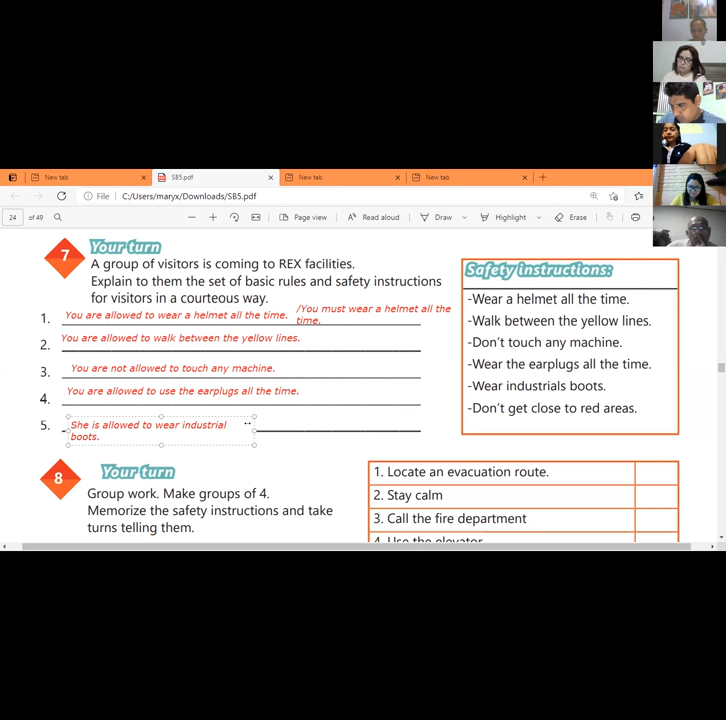 New tab
SB5.pdf
New tab
New tab
File
C:/Users/maryx/Downloads/SB5.pdf
24 of 49
Page view
Read aloud
Draw
Highlight
Erase
7
Your turn
A group of visitors is coming to REX facilities.
Explain to them the set of basic rules and safety instructions
for visitors in a courteous way.
1. You are allowed to wear a helmet all the time. /You must wear a helmet all the
time.
2. You are allowed to walk between the yellow lines.
3. You are not allowed to touch any machine.
4. You are allowed to use the earplugs all the time.
5. She is allowed to wear industrial
boots.
Safety instructions:
-Wear a helmet all the time.
-Walk between the yellow lines.
-Don't touch any machine.
-Wear the earplugs all the time.
-Wear industrials boots.
-Don't get close to red areas.
8
Your turn
Group work. Make groups of 4.
Memorize the safety instructions and take
turns telling them.
1. Locate an evacuation route.
2. Stay calm
3. Call the fire department
4. Use the elevator